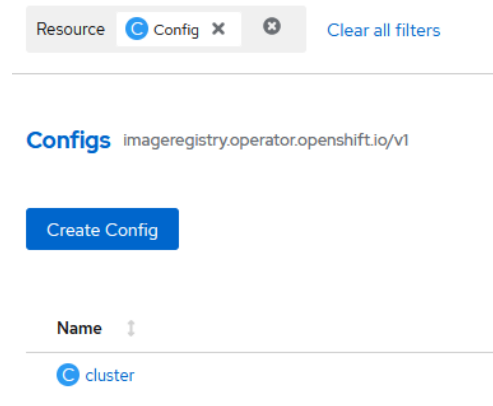 Resource C Config Clear all filters
Configs imageregistry.operator.openshift.io/v1
Create Config
Name
C cluster